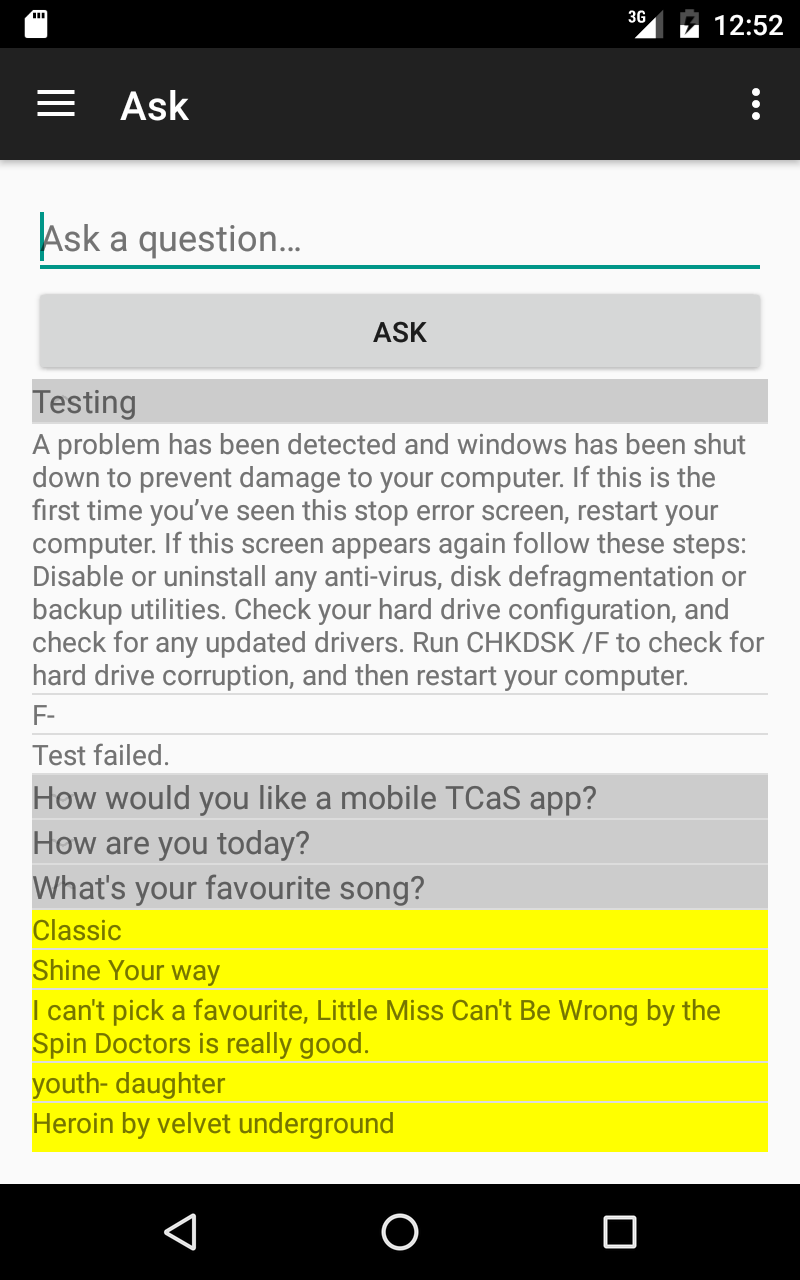 3G 12:52
Ask
Ask a question…
ASK
Testing
A problem has been detected and windows has been shut
down to prevent damage to your computer. If this is the
first time you’ve seen this stop error screen, restart your
computer. If this screen appears again follow these steps:
Disable or uninstall any anti-virus, disk defragmentation or
backup utilities. Check your hard drive configuration, and
check for any updated drivers. Run CHKDSK /F to check for
hard drive corruption, and then restart your computer.
F-
Test failed.
How would you like a mobile TCaS app?
How are you today?
What's your favourite song?
Classic
Shine Your way
I can't pick a favourite, Little Miss Can't Be Wrong by the
Spin Doctors is really good.
youth- daughter
Heroin by velvet underground